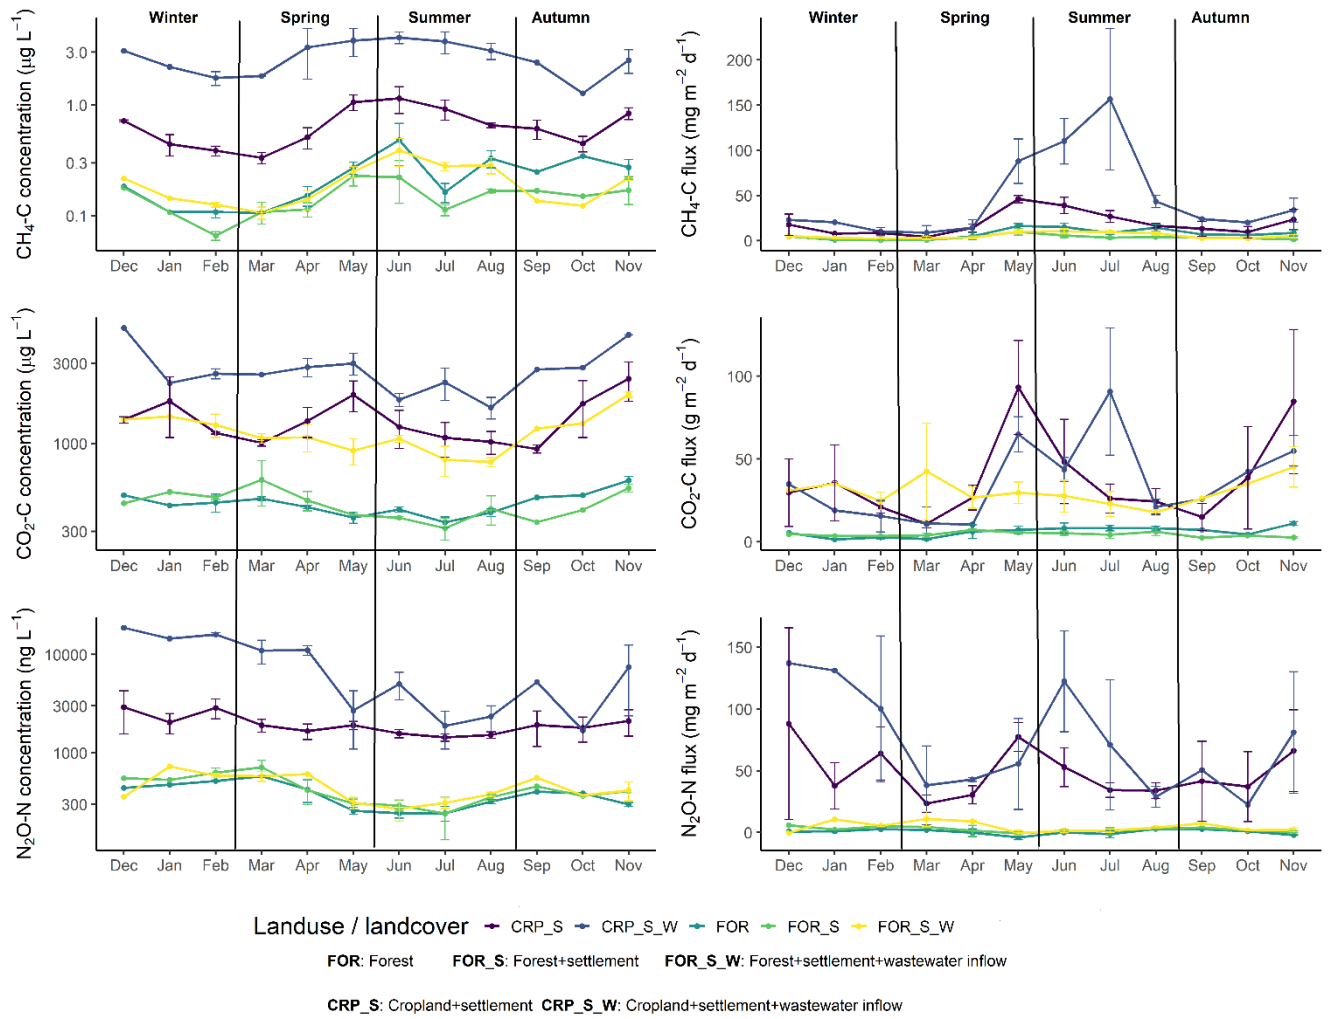 Winter Spring Summer Autumn
CH₄-C concentration (µg L⁻¹)
3.0
1.0
0.3
0.1
Dec Jan Feb Mar Apr May Jun Jul Aug Sep Oct Nov
Winter Spring Summer Autumn
CH₄-C flux (mg m⁻² d⁻¹)
200
150
100
50
0
Dec Jan Feb Mar Apr May Jun Jul Aug Sep Oct Nov
CO₂-C concentration (µg L⁻¹)
3000
1000
300
Dec Jan Feb Mar Apr May Jun Jul Aug Sep Oct Nov
CO₂-C flux (g m⁻² d⁻¹)
100
50
0
Dec Jan Feb Mar Apr May Jun Jul Aug Sep Oct Nov
N₂O-N concentration (ng L⁻¹)
10000
3000
1000
300
Dec Jan Feb Mar Apr May Jun Jul Aug Sep Oct Nov
N₂O-N flux (mg m⁻² d⁻¹)
150
100
50
0
Dec Jan Feb Mar Apr May Jun Jul Aug Sep Oct Nov
Landuse / landcover CRP_S CRP_S_W FOR FOR_S FOR_S_W
FOR: Forest FOR_S: Forest+settlement FOR_S_W: Forest+settlement+wastewater inflow
CRP_S: Cropland+settlement CRP_S_W: Cropland+settlement+wastewater inflow